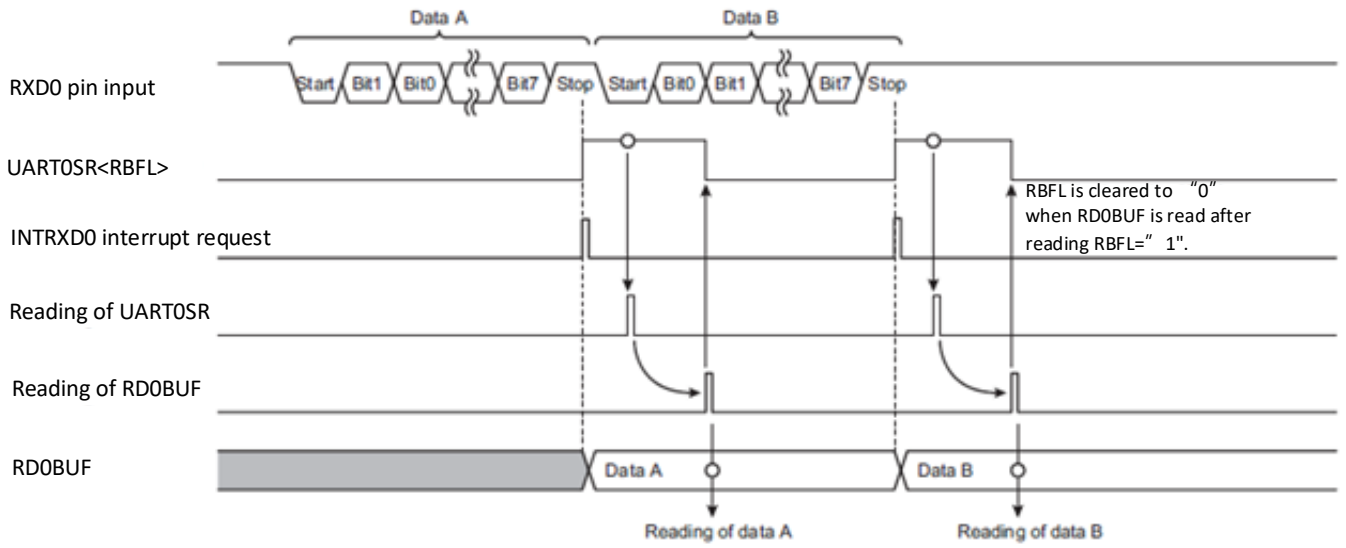 Data A
Data B
RXD0 pin input
Start Bit1 Bit0 Bit7 Stop Start Bit0 Bit1 Bit7 Stop
UART0SR<RBFL>
RBFL is cleared to “0”
when RD0BUF is read after
reading RBFL=”1".
INTRXD0 interrupt request
Reading of UART0SR
Reading of RD0BUF
RD0BUF
Data A
Data B
Reading of data A
Reading of data B